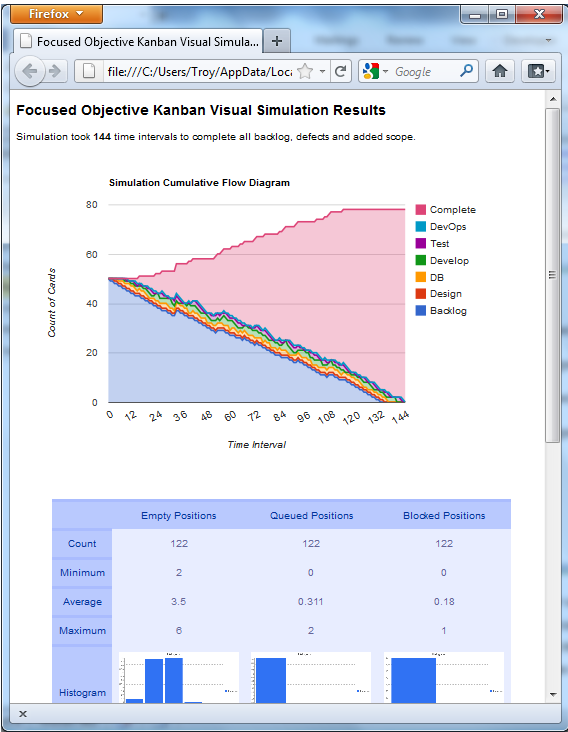 Firefox
Focused Objective Kanban Visual Simula...
file:///C:/Users/Troy/AppData/Loca
Google
Focused Objective Kanban Visual Simulation Results
Simulation took 144 time intervals to complete all backlog, defects and added scope.
Simulation Cumulative Flow Diagram
80
60
40
20
0
Count of Cards
0 12 24 36 48 60 72 84 96 108 120 132 144
Time Interval
Complete
DevOps
Test
Develop
DB
Design
Backlog
Empty Positions Queued Positions Blocked Positions
Count 122 122 122
Minimum 2 0 0
Average 3.5 0.311 0.18
Maximum 6 2 1
Histogram